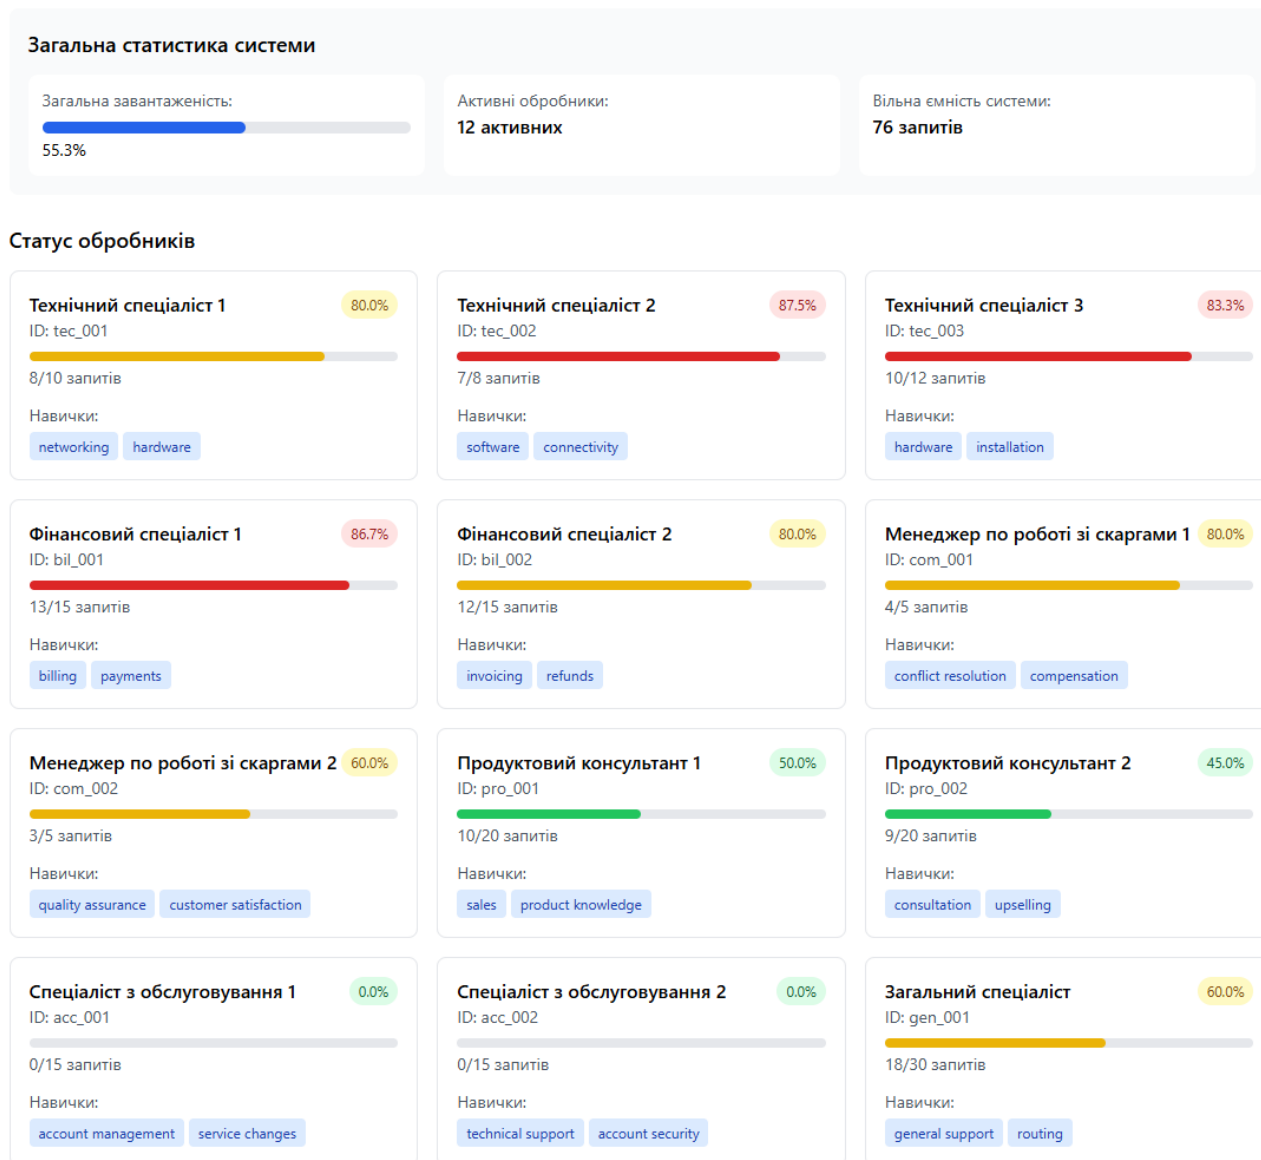 Загальна статистика системи
Загальна завантаженість:
55.3%
Активні обробники:
12 активних
Вільна ємність системи:
76 запитів
Статус обробників
Технічний спеціаліст 1
80.0%
ID: tec_001
8/10 запитів
Навички:
networking hardware
Технічний спеціаліст 2
87.5%
ID: tec_002
7/8 запитів
Навички:
software connectivity
Технічний спеціаліст 3
83.3%
ID: tec_003
10/12 запитів
Навички:
hardware installation
Фінансовий спеціаліст 1
86.7%
ID: bil_001
13/15 запитів
Навички:
billing payments
Фінансовий спеціаліст 2
80.0%
ID: bil_002
12/15 запитів
Навички:
invoicing refunds
Менеджер по роботі зі скаргами 1
80.0%
ID: com_001
4/5 запитів
Навички:
conflict resolution compensation
Менеджер по роботі зі скаргами 2
60.0%
ID: com_002
3/5 запитів
Навички:
quality assurance customer satisfaction
Продуктовий консультант 1
50.0%
ID: pro_001
10/20 запитів
Навички:
sales product knowledge
Продуктовий консультант 2
45.0%
ID: pro_002
9/20 запитів
Навички:
consultation upselling
Спеціаліст з обслуговування 1
0.0%
ID: acc_001
0/15 запитів
Навички:
account management service changes
Спеціаліст з обслуговування 2
0.0%
ID: acc_002
0/15 запитів
Навички:
technical support account security
Загальний спеціаліст
60.0%
ID: gen_001
18/30 запитів
Навички:
general support routing